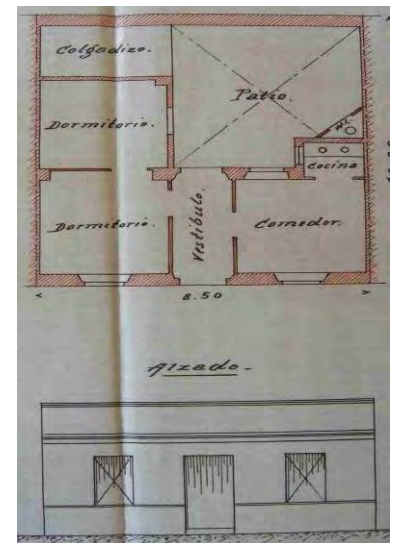 Colgadizo.
Patio.
Dormitorio.
W.C.
Cocina
Dormitorio.
Vestíbulo
Comedor.
8.50
Alzado.